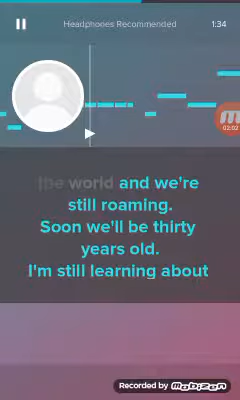 Headphones Recommended
1:34
02:02
the world and we're
still roaming.
Soon we'll be thirty
years old.
I'm still learning about
Recorded by Mobizen